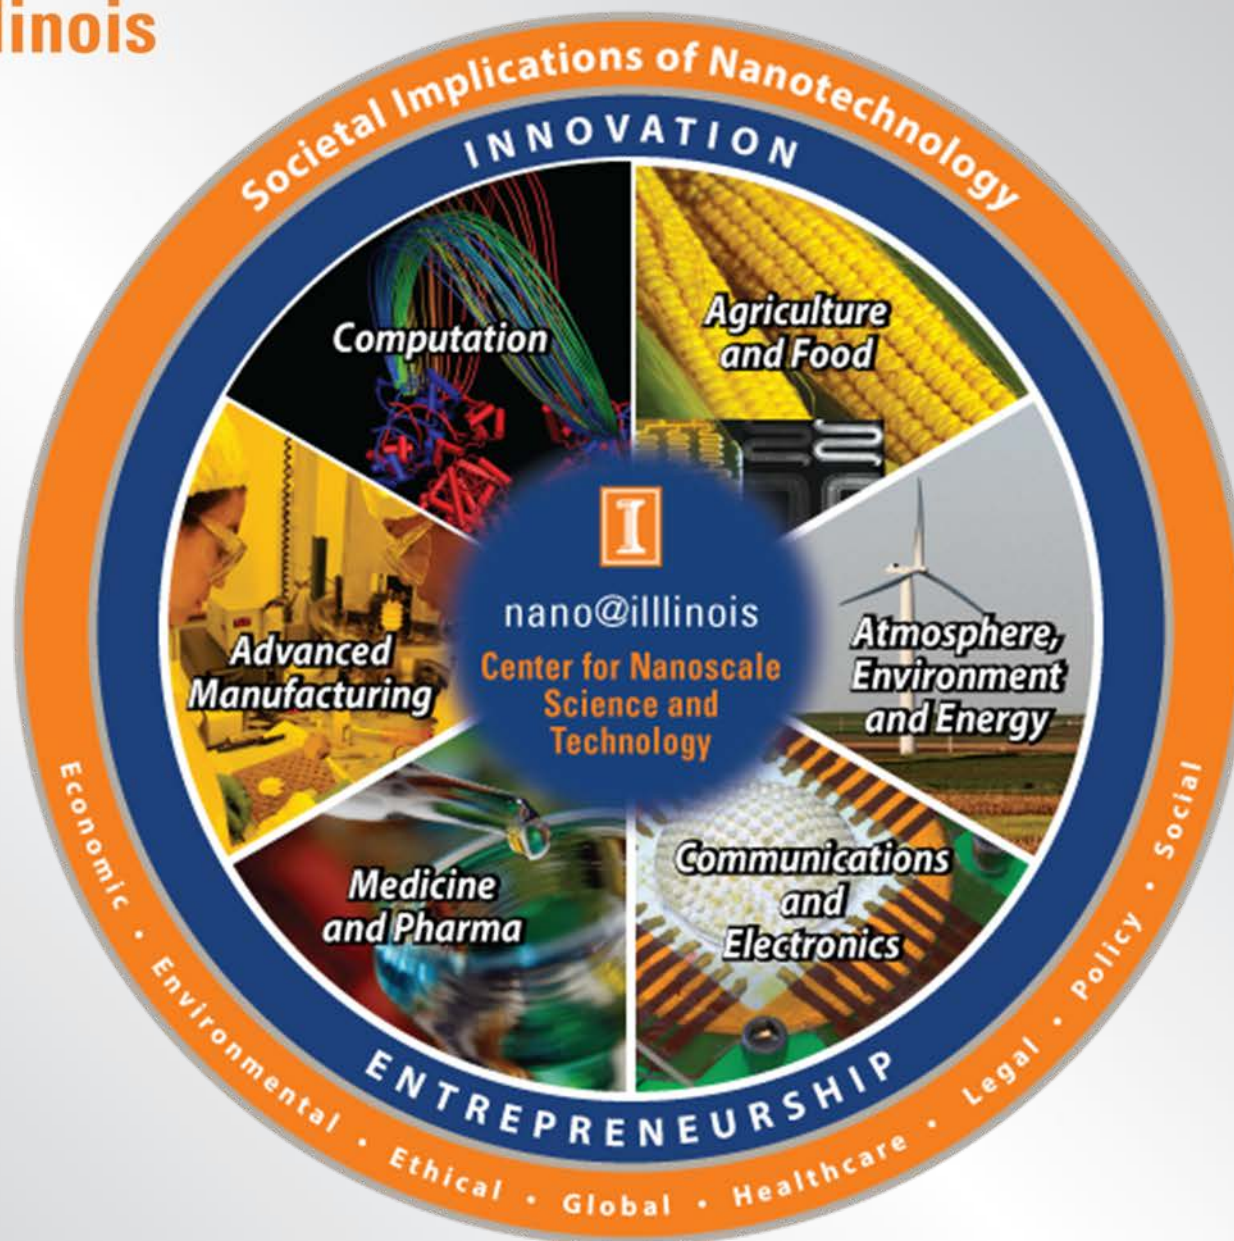 linois
Societal Implications of Nanotechnology
INNOVATION
Computation
Agriculture
and Food
I
nano@illlinois
Center for Nanoscale
Science and
Technology
Atmosphere,
Environment
and Energy
Advanced
Manufacturing
Medicine
and Pharma
Communications
and
Electronics
ENTREPRENEURSHIP
Economic • Environmental • Ethical • Global • Healthcare • Legal • Policy • Social